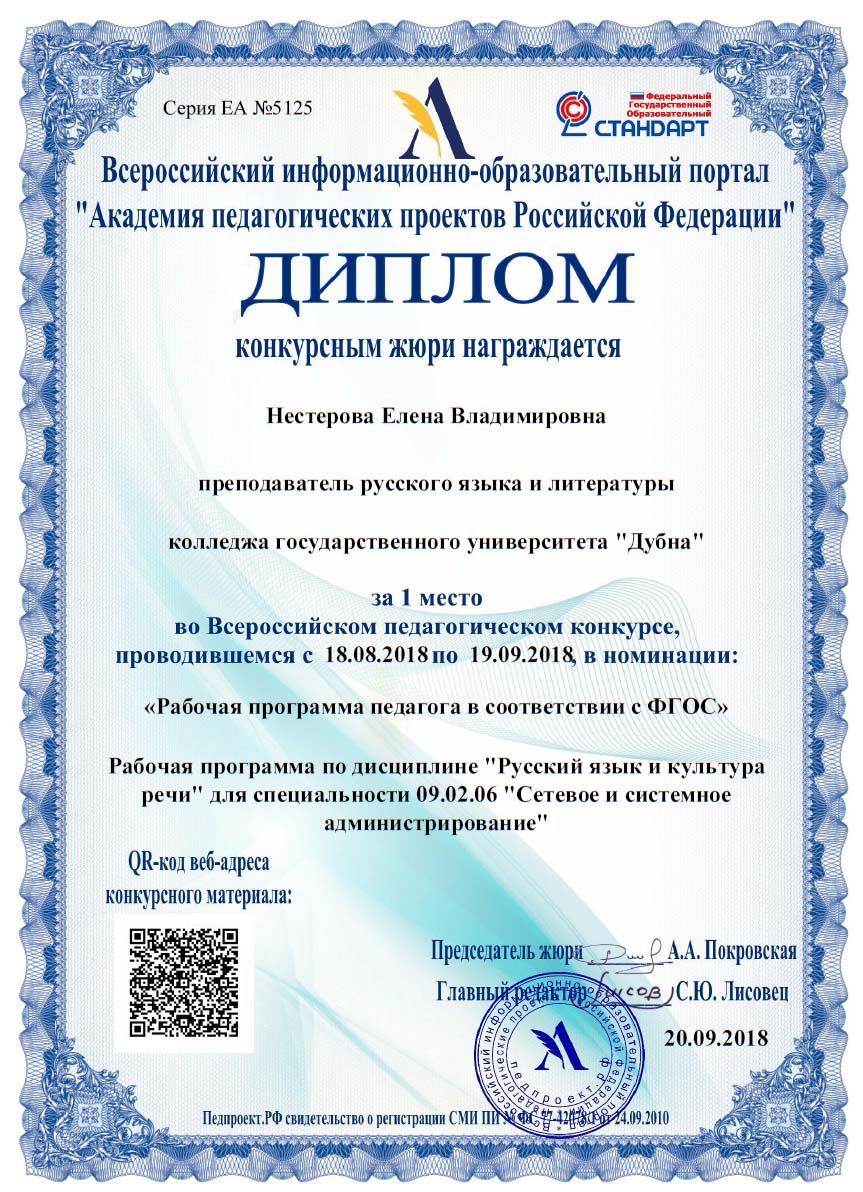 Серия ЕА №5125
Федеральный
Государственный
Образовательный
СТАНДАРТ
Всероссийский информационно-образовательный портал
"Академия педагогических проектов Российской Федерации"
ДИПЛОМ
конкурсным жюри награждается
Нестерова Елена Владимировна
преподаватель русского языка и литературы
колледжа государственного университета "Дубна"
за 1 место
во Всероссийском педагогическом конкурсе,
проводившемся с 18.08.2018 по 19.09.2018, в номинации:
«Рабочая программа педагога в соответствии с ФГОС»
Рабочая программа по дисциплине "Русский язык и культура
речи" для специальности 09.02.06 "Сетевое и системное
администрирование"
QR-код веб-адреса
конкурсного материала:
Председатель жюри А.А. Покровская
Главный редактор С.Ю. Лисовец
20.09.2018
педпроект.рф
Педпроект.РФ свидетельство о регистрации СМИ ПИ № от 24.09.2010